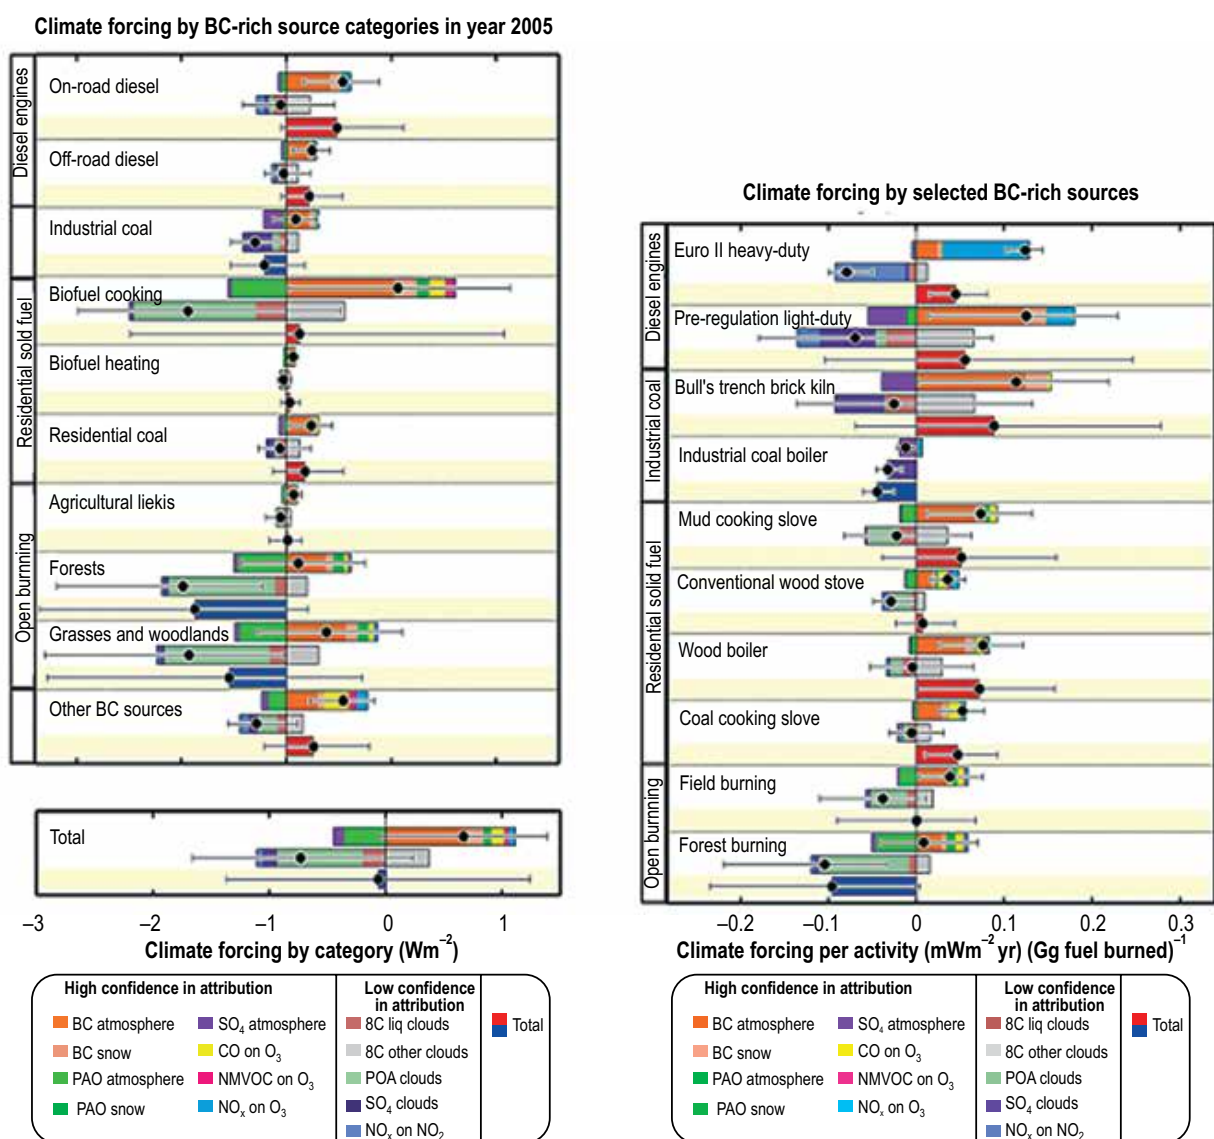 Climate forcing by BC-rich source categories in year 2005
Diesel engines
On-road diesel
Off-road diesel
Industrial coal
Residential sold fuel
Biofuel cooking
Biofuel heating
Residential coal
Open burnning
Agricultural liekis
Forests
Grasses and woodlands
Other BC sources
Total
–3
–2
–1
0
1
Climate forcing by category (Wm⁻²)
High confidence in attribution
BC atmosphere
BC snow
PAO atmosphere
PAO snow
SO₄ atmosphere
CO on O₃
NMVOC on O₃
NOₓ on O₃
Low confidence
in attribution
8C liq clouds
8C other clouds
POA clouds
SO₄ clouds
NOₓ on NO₂
Total
Climate forcing by selected BC-rich sources
Diesel engines
Euro II heavy-duty
Pre-regulation light-duty
Industrial coal
Bull's trench brick kiln
Industrial coal boiler
Residential solid fuel
Mud cooking slove
Conventional wood stove
Wood boiler
Coal cooking slove
Open burnning
Field burning
Forest burning
–0.2
–0.1
0
0.1
0.2
0.3
Climate forcing per activity (mWm⁻² yr) (Gg fuel burned)⁻¹
High confidence in attribution
BC atmosphere
BC snow
PAO atmosphere
PAO snow
SO₄ atmosphere
CO on O₃
NMVOC on O₃
NOₓ on O₃
Low confidence
in attribution
8C liq clouds
8C other clouds
POA clouds
SO₄ clouds
NOₓ on NO₂
Total